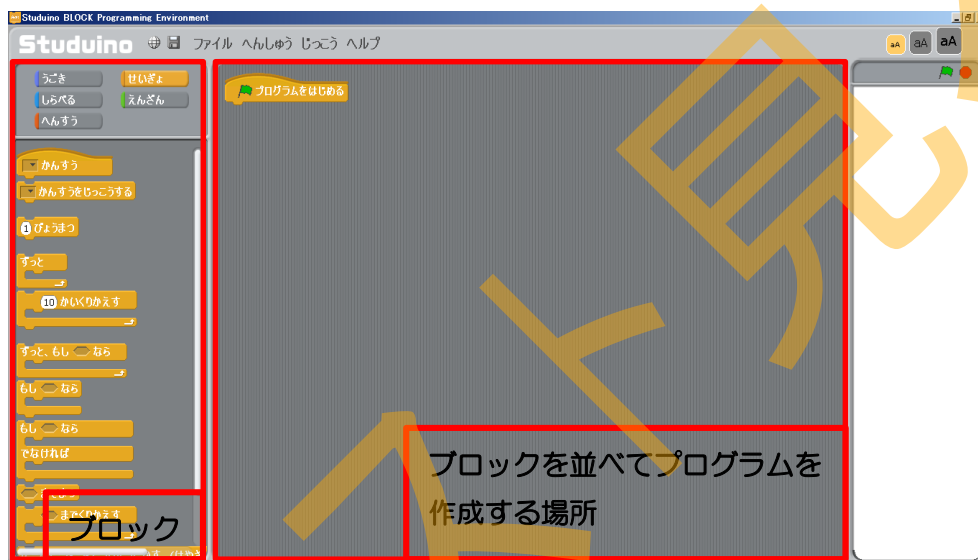 Studuino BLOCK Programming Environment
Studuino ファイル へんしゅう じっこう ヘルプ
aA aA aA
うごき せいぎょ
しらべる えんざん
へんすう
プログラムをはじめる
かんすう
かんすうをじっこうする
1 びょうまつ
ずっと
10 かいくりかえす
ずっと、もし なら
もし なら
もし なら
でなければ
までくりかえす
ブロック
ブロックを並べてプログラムを
作成する場所